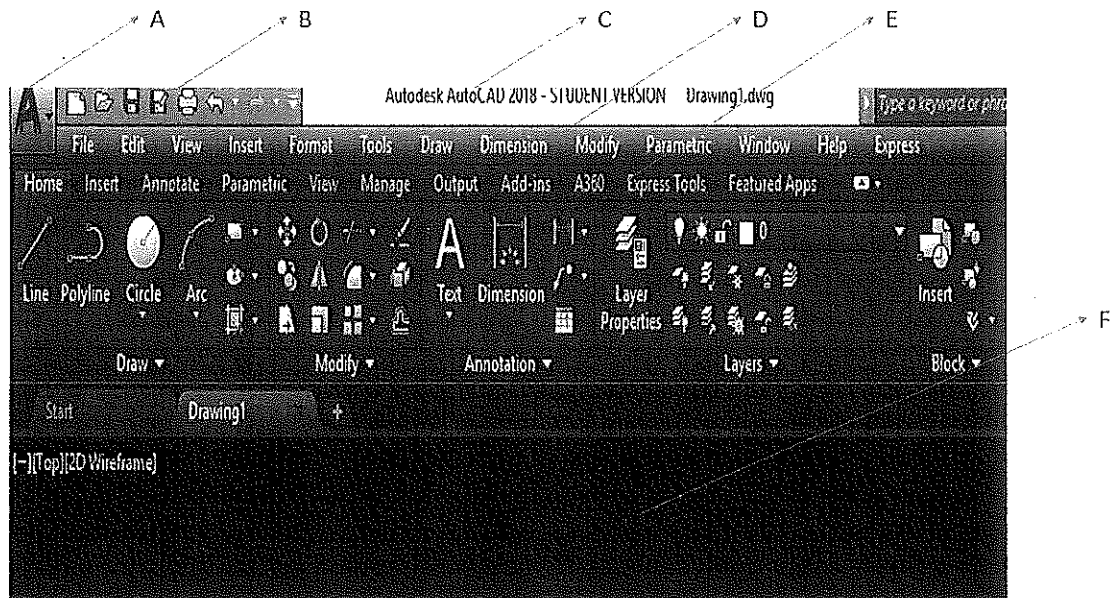 A B C D E
Autodesk AutoCAD 2018 - STUDENT VERSION Drawing1.dwg
Type a keyword or phra
A
File Edit View Insert Format Tools Draw Dimension Modify Parametric Window Help Express
Home Insert Annotate Parametric View Manage Output Add-ins A360 Express Tools Featured Apps
0
A
Line Polyline Circle Arc Text Dimension Layer Properties Insert
F
Draw Modify Annotation Layers Block
Start Drawing1 +
[-][Top][2D Wireframe]